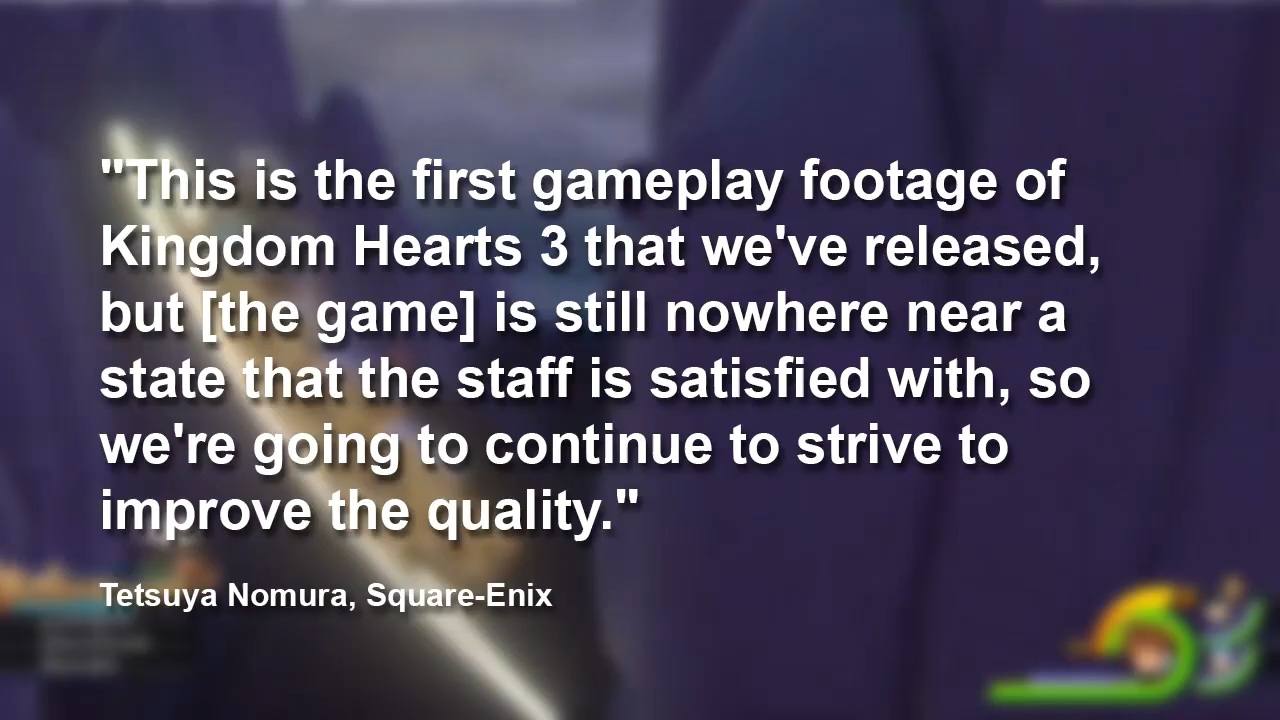 "This is the first gameplay footage of
Kingdom Hearts 3 that we've released,
but [the game] is still nowhere near a
state that the staff is satisfied with, so
we're going to continue to strive to
improve the quality."
Tetsuya Nomura, Square-Enix